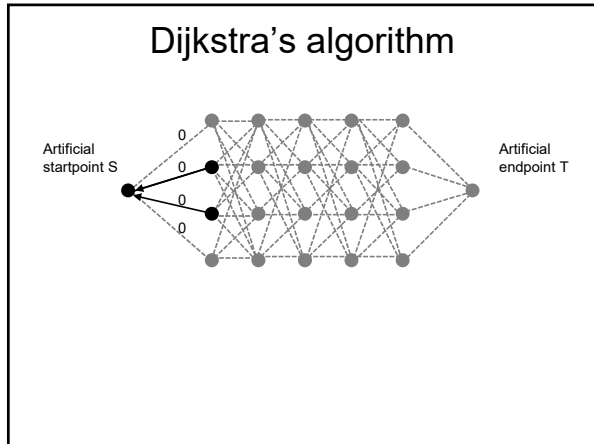 Dijkstra’s algorithm
Artificial
startpoint S
0
0
0
0
Artificial
endpoint T